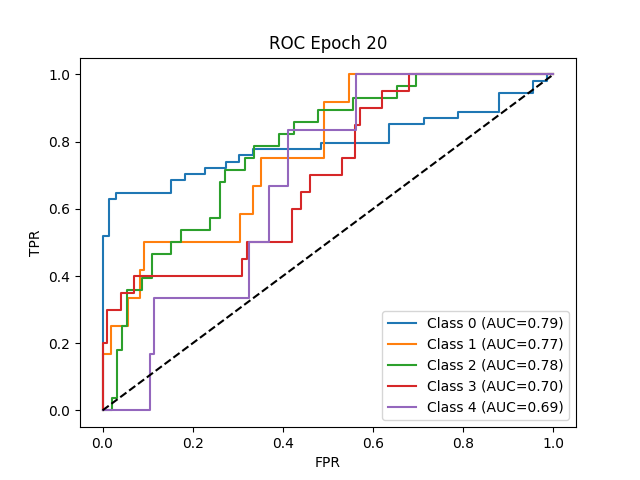 ROC Epoch 20
TPR
1.0
0.8
0.6
0.4
0.2
0.0
Class 0 (AUC=0.79)
Class 1 (AUC=0.77)
Class 2 (AUC=0.78)
Class 3 (AUC=0.70)
Class 4 (AUC=0.69)
0.0 0.2 0.4 0.6 0.8 1.0
FPR